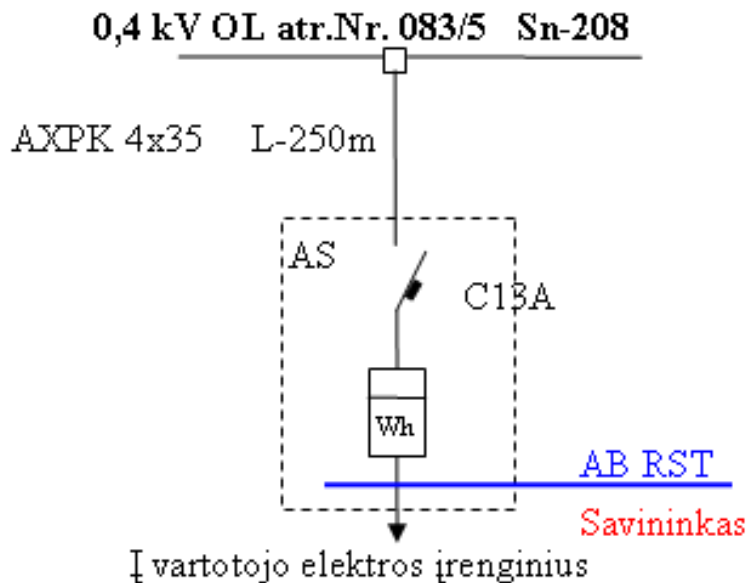 0,4 kV OL atr.Nr. 083/5 Sn-208
AXPK 4x35 L-250m
AS
C13A
Wh
AB RST
Savininkas
Į vartotojo elektros įrenginius